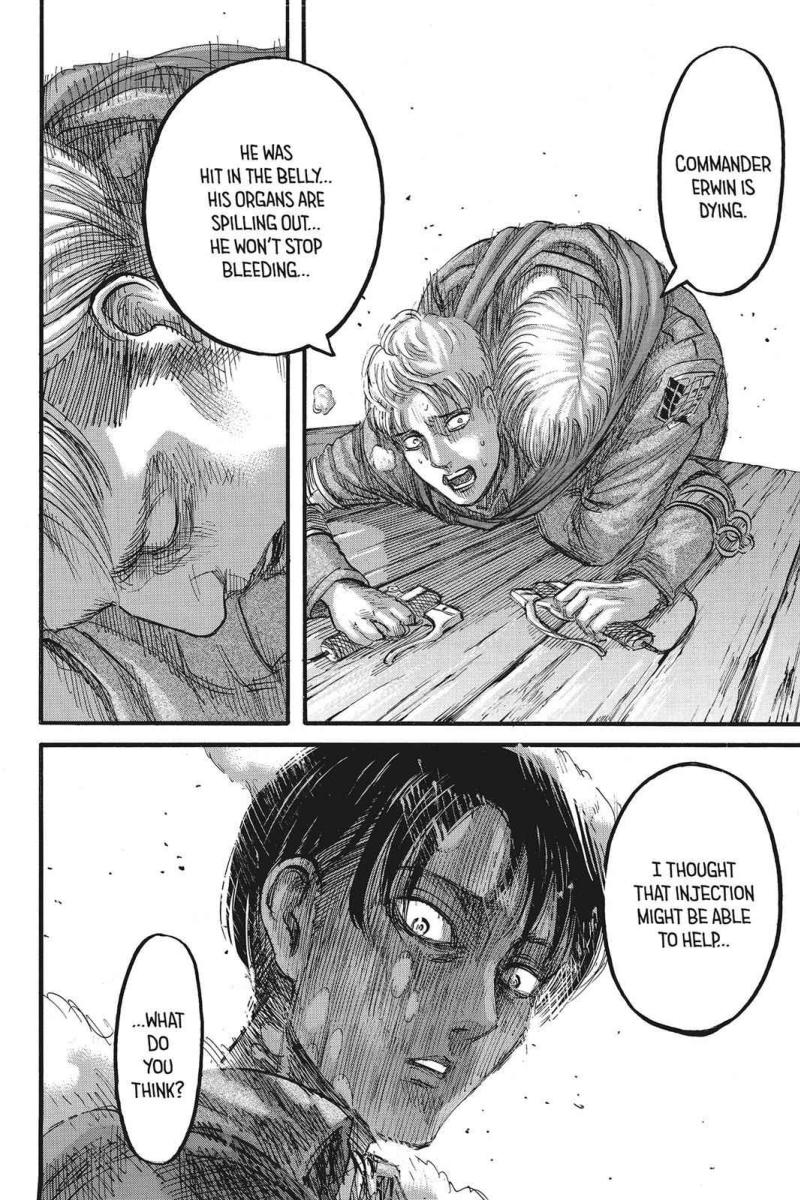 COMMANDER
ERWIN IS
DYING.
HE WAS
HIT IN THE BELLY...
HIS ORGANS ARE
SPILLING OUT...
HE WON'T STOP
BLEEDING...
I THOUGHT
THAT INJECTION
MIGHT BE ABLE
TO HELP...
...WHAT
DO
YOU
THINK?